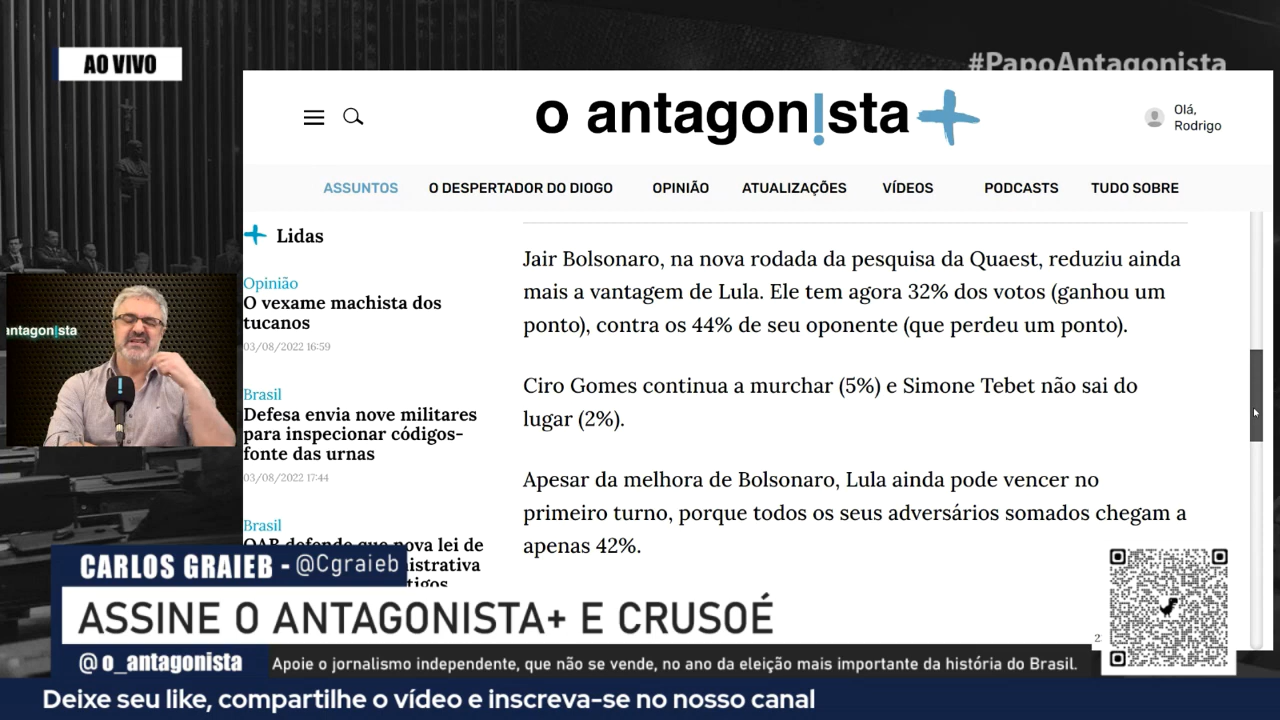 AO VIVO
#PapoAntagonista
o antagon!sta+
Olá,
Rodrigo
ASSUNTOS
O DESPERTADOR DO DIOGO
OPINIÃO
ATUALIZAÇÕES
VÍDEOS
PODCASTS
TUDO SOBRE
+ Lidas
Opinião
O vexame machista dos
tucanos
03/08/2022 16:59
Brasil
Defesa envia nove militares
para inspecionar códigos-
fonte das urnas
03/08/2022 17:44
Brasil
OAB defende que nova lei de
Jair Bolsonaro, na nova rodada da pesquisa da Quaest, reduziu ainda
mais a vantagem de Lula. Ele tem agora 32% dos votos (ganhou um
ponto), contra os 44% de seu oponente (que perdeu um ponto).
Ciro Gomes continua a murchar (5%) e Simone Tebet não sai do
lugar (2%).
Apesar da melhora de Bolsonaro, Lula ainda pode vencer no
primeiro turno, porque todos os seus adversários somados chegam a
apenas 42%.
antagon!sta
CARLOS GRAIEB - @Cgraieb
ASSINE O ANTAGONISTA+ E CRUSOÉ
@o_antagonista
Apoie o jornalismo independente, que não se vende, no ano da eleição mais importante da história do Brasil.
Deixe seu like, compartilhe o vídeo e inscreva-se no nosso canal